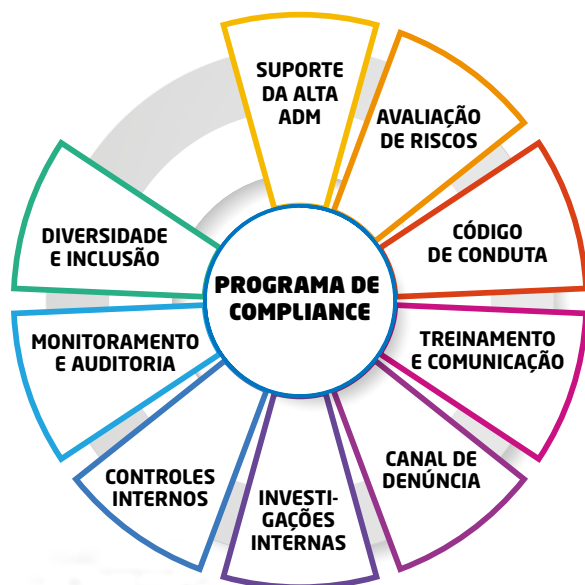 SUPORTE
DA ALTA
ADM
AVALIAÇÃO
DE RISCOS
CÓDIGO
DE CONDUTA
TREINAMENTO
E COMUNICAÇÃO
CANAL DE
DENÚNCIA
INVESTI-
GAÇÕES
INTERNAS
CONTROLES
INTERNOS
MONITORAMENTO
E AUDITORIA
DIVERSIDADE
E INCLUSÃO
PROGRAMA DE
COMPLIANCE